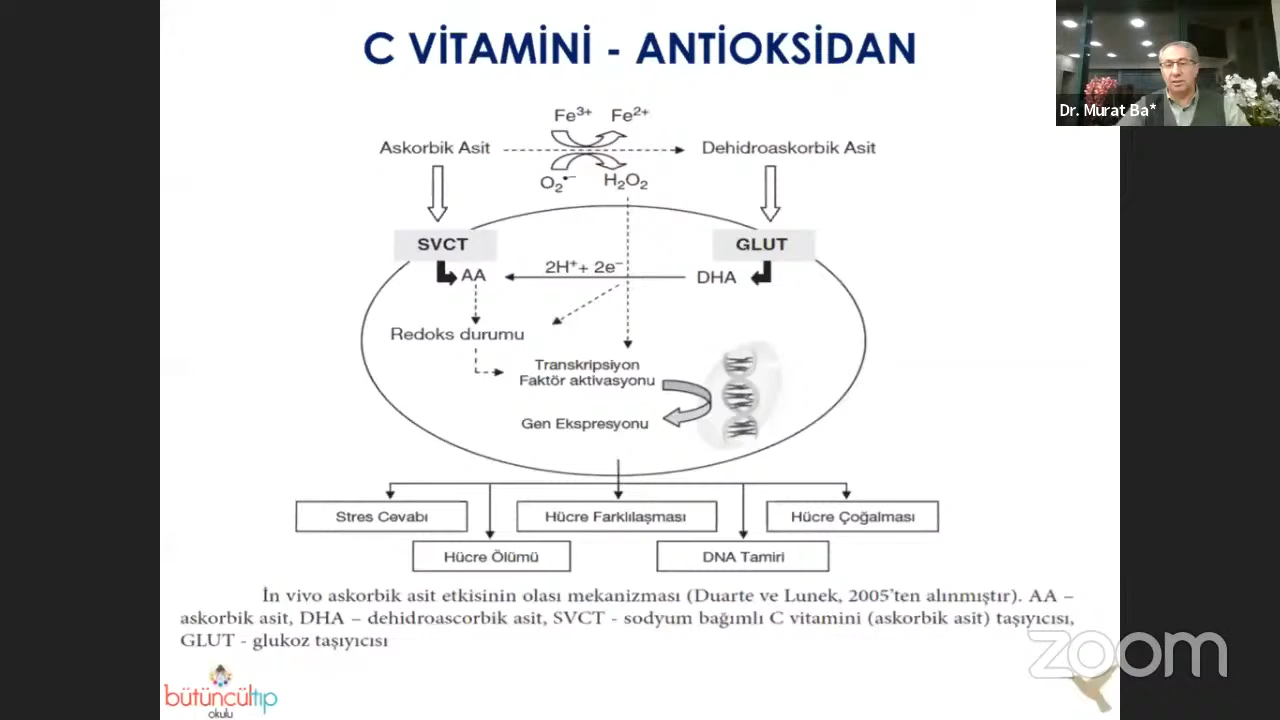 C VİTAMİNİ - ANTİOKSİDAN
Dr. Murat Ba*
Fe³⁺ Fe²⁺
Askorbik Asit
Dehidroaskorbik Asit
O₂•⁻ H₂O₂
SVCT
GLUT
AA
2H⁺+ 2e⁻
DHA
Redoks durumu
Transkripsiyon
Faktör aktivasyonu
Gen Ekspresyonu
Stres Cevabı
Hücre Farklılaşması
Hücre Çoğalması
Hücre Ölümü
DNA Tamiri
İn vivo askorbik asit etkisinin olası mekanizması (Duarte ve Lunek, 2005'ten alınmıştır). AA –
askorbik asit, DHA – dehidroascorbik asit, SVCT - sodyum bağımlı C vitamini (askorbik asit) taşıyıcısı,
GLUT - glukoz taşıyıcısı
zoom
bütüncültıp
okulu